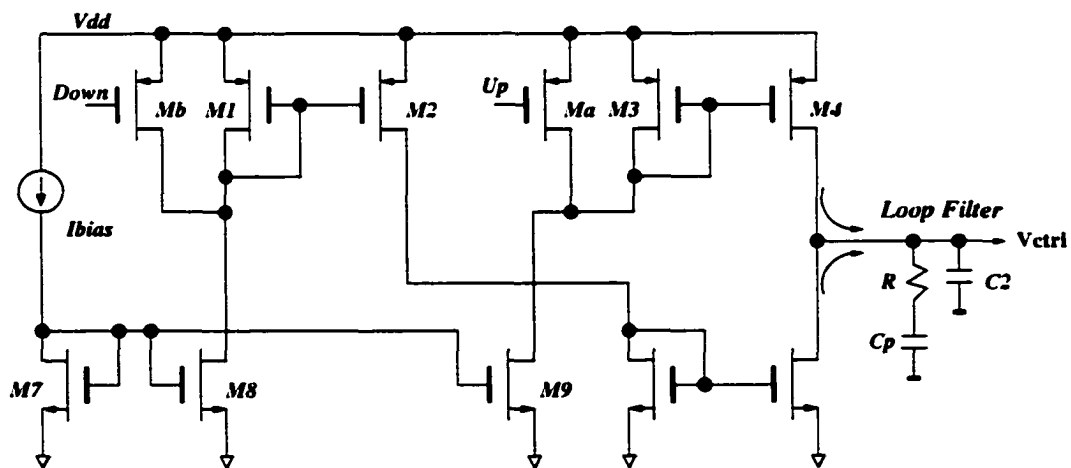 Vdd
Down
Mb
M1
M2
Up
Ma
M3
M4
Ibias
Loop Filter
Vctrl
R
C2
Cp
M7
M8
M9